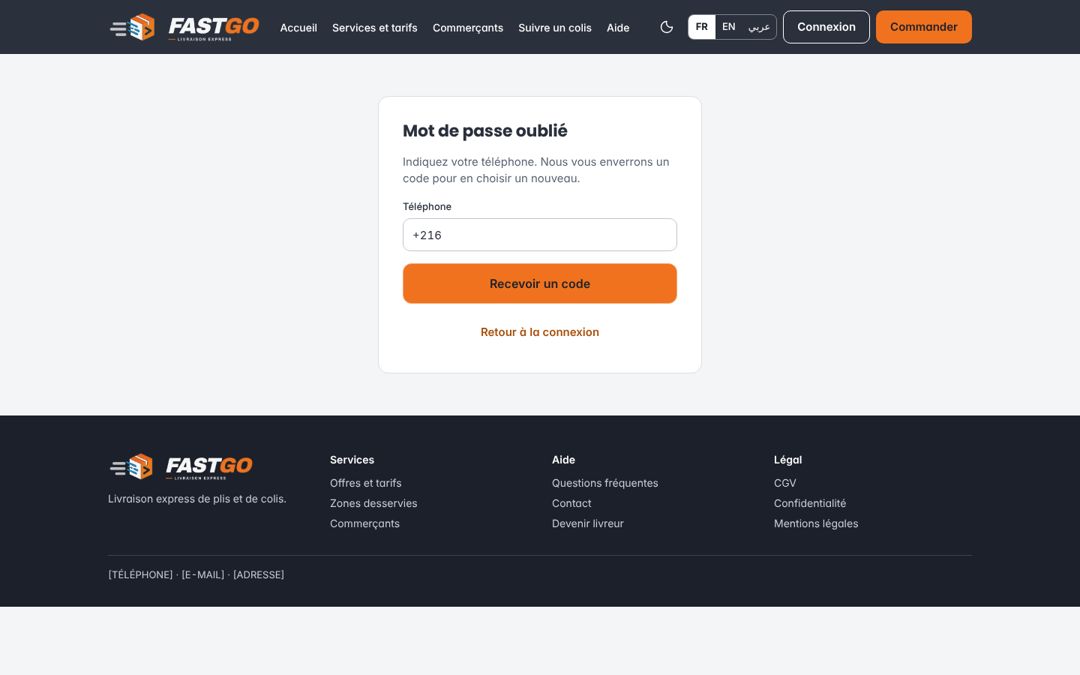 FASTGO
LIVRAISON EXPRESS
Accueil
Services et tarifs
Commerçants
Suivre un colis
Aide
FR
EN
عربي
Connexion
Commander
Mot de passe oublié
Indiquez votre téléphone. Nous vous enverrons un
code pour en choisir un nouveau.
Téléphone
+216
Recevoir un code
Retour à la connexion
FASTGO
LIVRAISON EXPRESS
Livraison express de plis et de colis.
Services
Offres et tarifs
Zones desservies
Commerçants
Aide
Questions fréquentes
Contact
Devenir livreur
Légal
CGV
Confidentialité
Mentions légales
[TÉLÉPHONE] · [E-MAIL] · [ADRESSE]